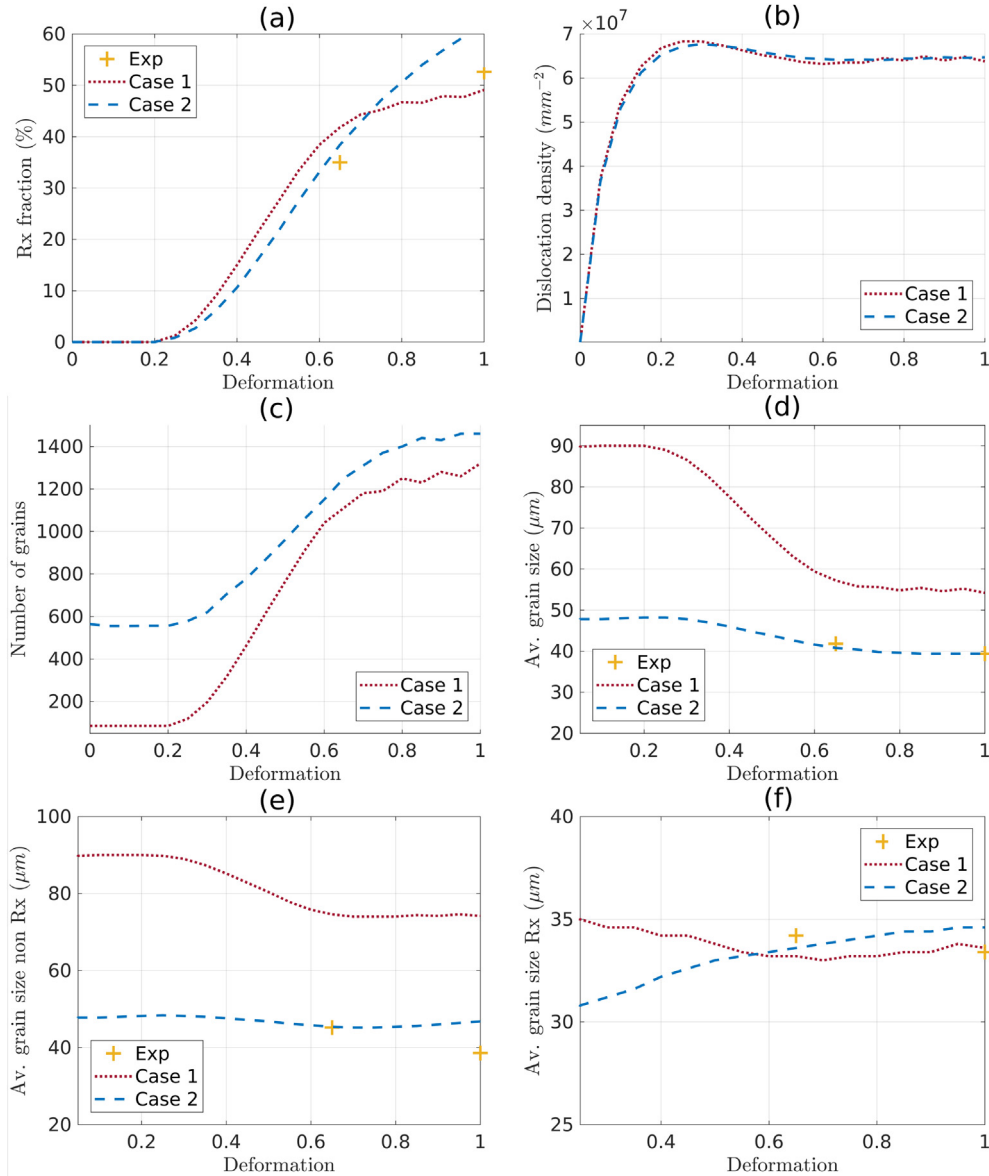 (a)
60
50
40
30
20
10
0
Rx fraction (%)
Exp
Case 1
Case 2
0 0.2 0.4 0.6 0.8 1
Deformation
(b)
×10⁷
7
6
5
4
3
2
1
Dislocation density (mm⁻²)
Case 1
Case 2
0 0.2 0.4 0.6 0.8 1
Deformation
(c)
1400
1200
1000
800
600
400
200
Number of grains
Case 1
Case 2
0 0.2 0.4 0.6 0.8 1
Deformation
(d)
90
80
70
60
50
40
30
20
Av. grain size (μm)
Exp
Case 1
Case 2
0.2 0.4 0.6 0.8 1
Deformation
(e)
100
80
60
40
20
Av. grain size non Rx (μm)
Exp
Case 1
Case 2
0.2 0.4 0.6 0.8 1
Deformation
(f)
40
35
30
25
Av. grain size Rx (μm)
Exp
Case 1
Case 2
0.4 0.6 0.8 1
Deformation